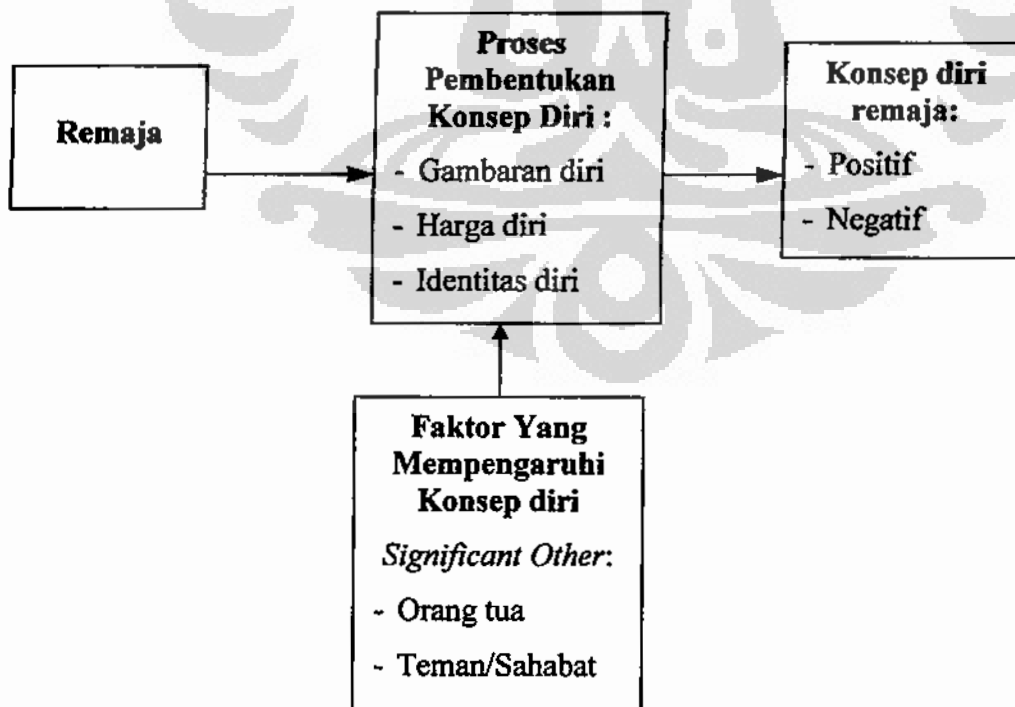 Remaja
Proses
Pembentukan
Konsep Diri :
- Gambaran diri
- Harga diri
- Identitas diri
Konsep diri
remaja:
- Positif
- Negatif
Faktor Yang
Mempengaruhi
Konsep diri
Significant Other:
- Orang tua
- Teman/Sahabat